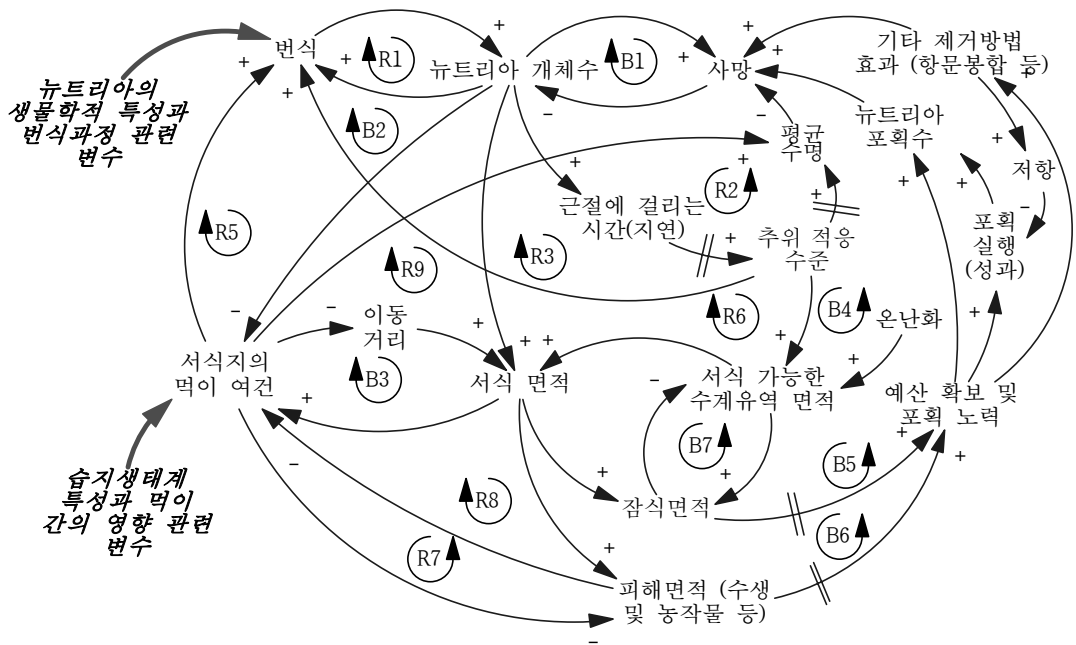 번식
+
+
R1
+
뉴트리아 개체수
B1
+
사망
+
+
기타 제거방법
효과 (항문봉합 등)
+
+
+
뉴트리아의
생물학적 특성과
번식과정 관련
변수
B2
-
-
평균
수명
+
뉴트리아
포획수
+
저항
+
R2
+
+
+
-
근절에 걸리는
시간(지연)
+
추위 적응
수준
포획
실행
(성과)
R5
R9
R3
-
-
이동
거리
+
+
+
R6
B4
온난화
+
+
+
서식지의
먹이 여건
B3
+
서식 면적
-
서식 가능한
수계유역 면적
예산 확보 및
포획 노력
+
+
B7
B5
-
습지생태계
특성과 먹이
간의 영향 관련
변수
R8
+
+
잠식면적
B6
R7
+
피해면적 (수생
및 농작물 등)
-